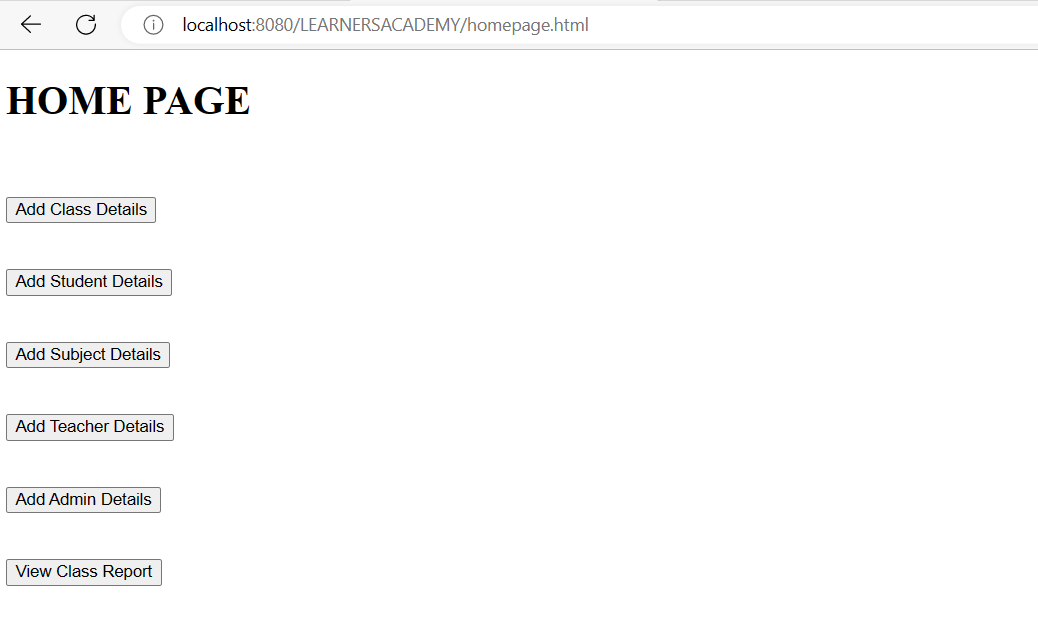 localhost:8080/LEARNERSACADEMY/homepage.html
HOME PAGE
Add Class Details
Add Student Details
Add Subject Details
Add Teacher Details
Add Admin Details
View Class Report